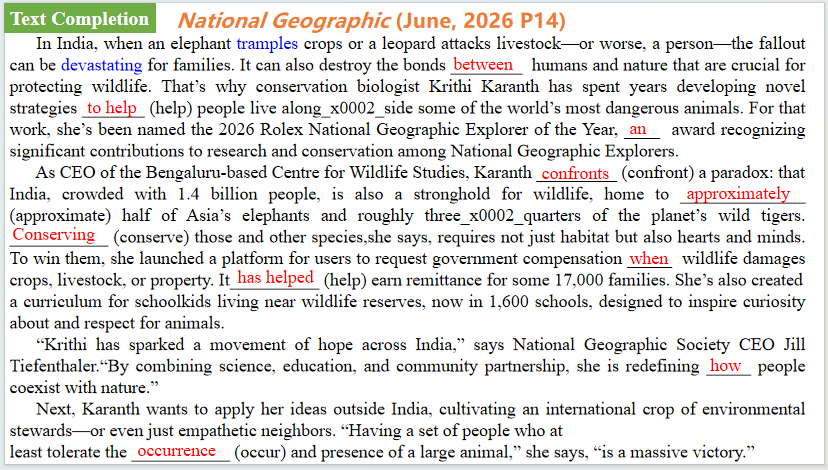 Text Completion
National Geographic (June, 2026 P14)
In India, when an elephant tramples crops or a leopard attacks livestock—or worse, a person—the fallout
can be devastating for families. It can also destroy the bonds between humans and nature that are crucial for
protecting wildlife. That’s why conservation biologist Krithi Karanth has spent years developing novel
strategies to help (help) people live along_x0002_side some of the world’s most dangerous animals. For that
work, she’s been named the 2026 Rolex National Geographic Explorer of the Year, an award recognizing
significant contributions to research and conservation among National Geographic Explorers.
As CEO of the Bengaluru-based Centre for Wildlife Studies, Karanth confronts (confront) a paradox: that
India, crowded with 1.4 billion people, is also a stronghold for wildlife, home to approximately
(approximate) half of Asia’s elephants and roughly three_x0002_quarters of the planet’s wild tigers.
Conserving (conserve) those and other species,she says, requires not just habitat but also hearts and minds.
To win them, she launched a platform for users to request government compensation when wildlife damages
crops, livestock, or property. It has helped (help) earn remittance for some 17,000 families. She’s also created
a curriculum for schoolkids living near wildlife reserves, now in 1,600 schools, designed to inspire curiosity
about and respect for animals.
“Krithi has sparked a movement of hope across India,” says National Geographic Society CEO Jill
Tiefenthaler.“By combining science, education, and community partnership, she is redefining how people
coexist with nature.”
Next, Karanth wants to apply her ideas outside India, cultivating an international crop of environmental
stewards—or even just empathetic neighbors. “Having a set of people who at
least tolerate the occurrence (occur) and presence of a large animal,” she says, “is a massive victory.”